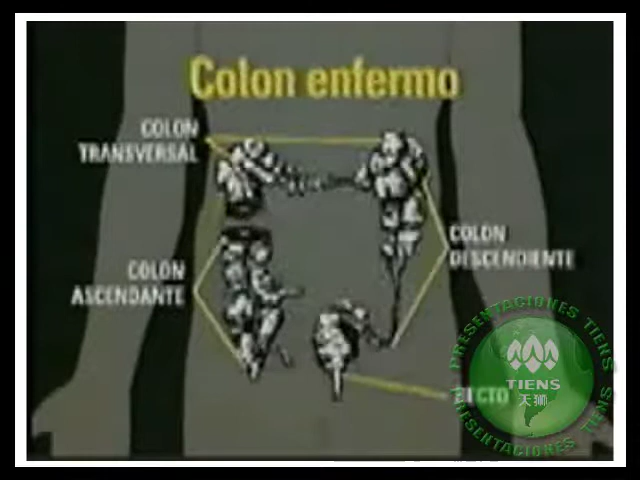 Colon enfermo
COLON
TRANSVERSAL
COLON
DESCENDIENTE
COLON
ASCENDANTE
PRESENTACIONES TIENS
TIENS
天狮
PRESENTACIONES TIENS